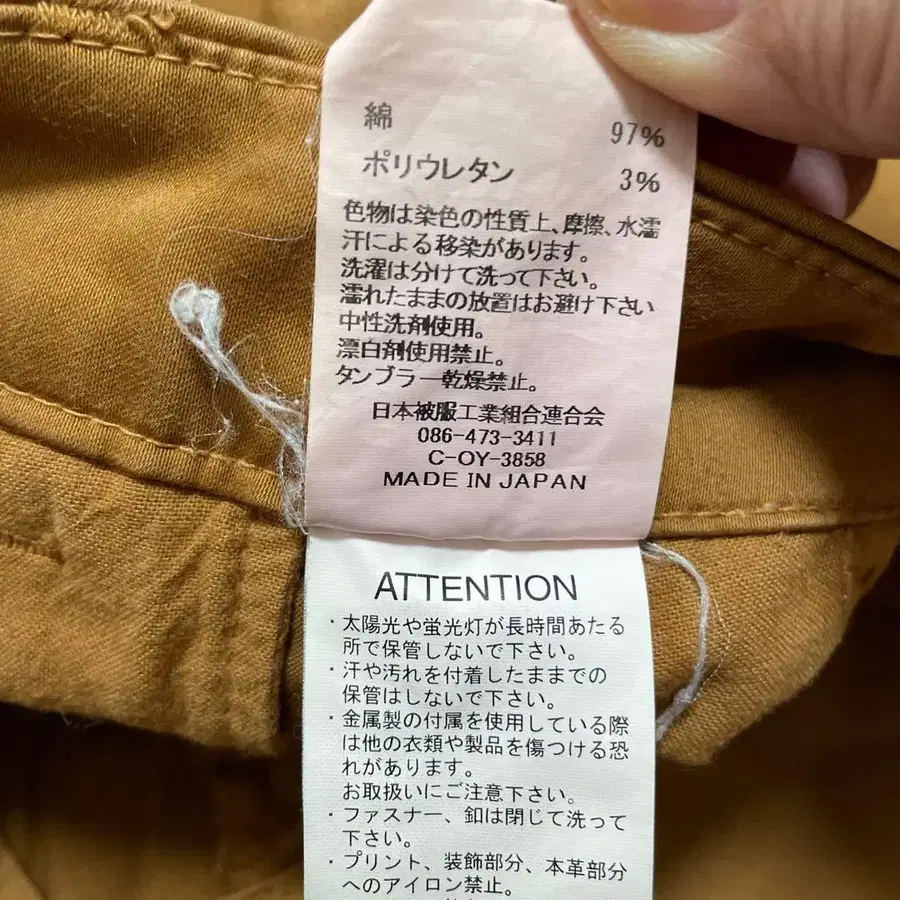 綿 97%
ポリウレタン 3%
色物は染色の性質上、摩擦、水濡
汗による移染があります。
洗濯は分けて洗って下さい。
濡れたままの放置はお避け下さい
中性洗剤使用。
漂白剤使用禁止。
タンブラー乾燥禁止。
日本被服工業組合連合会
086-473-3411
C-OY-3858
MADE IN JAPAN
ATTENTION
・太陽光や蛍光灯が長時間あたる
所で保管しないで下さい。
・汗や汚れを付着したままでの
保管はしないで下さい。
・金属製の付属を使用している際
は他の衣類や製品を傷つける恐
れがあります。
お取扱いにご注意下さい。
・ファスナー、釦は閉じて洗って
下さい。
・プリント、装飾部分、本革部分
へのアイロン禁止。